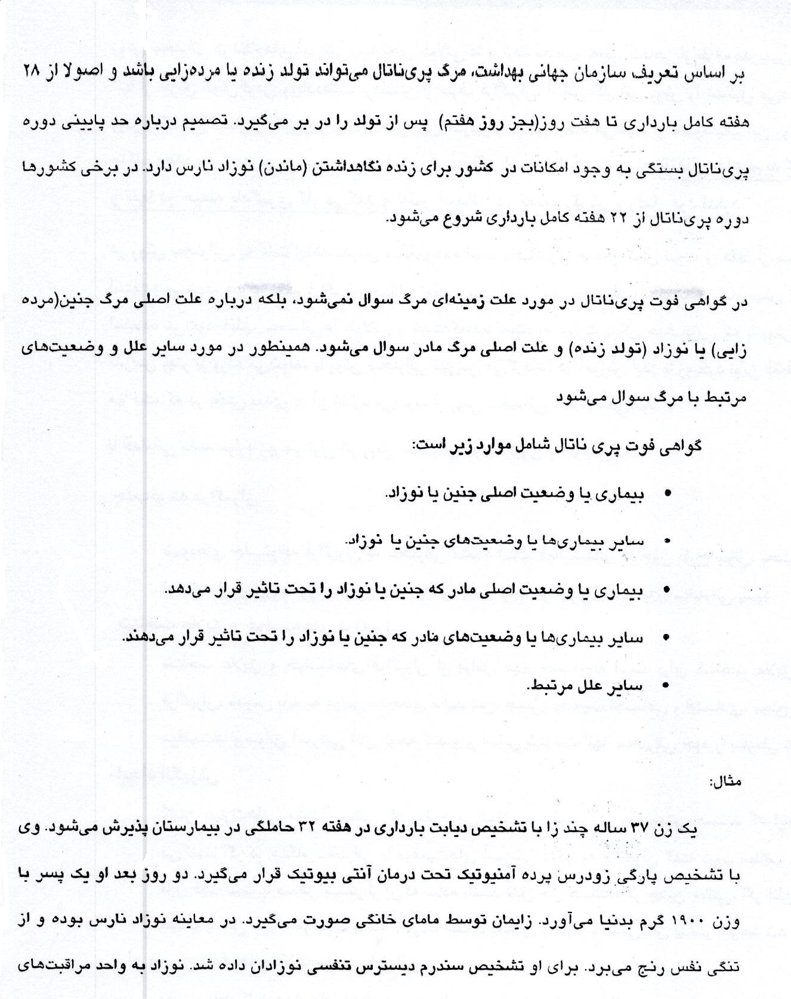 بر اساس تعریف سازمان جهانی بهداشت، مرگ پری‌ناتال می‌تواند تولد زنده یا مرده‌زایی باشد و اصولا از ۲۸
هفته کامل بارداری تا هفت روز(بجز روز هفتم) پس از تولد را در بر می‌گیرد. تصمیم درباره حد پایینی دوره
پری‌ناتال بستگی به وجود امکانات در کشور برای زنده نگاهداشتن (ماندن) نوزاد نارس دارد. در برخی کشورها
دوره پری‌ناتال از ۲۲ هفته کامل بارداری شروع می‌شود.
در گواهی فوت پری‌ناتال در مورد علت زمینه‌ای مرگ سوال نمی‌شود، بلکه درباره علت اصلی مرگ جنین(مرده
زایی) یا نوزاد (تولد زنده) و علت اصلی مرگ مادر سوال می‌شود. همینطور در مورد سایر علل و وضعیت‌های
مرتبط با مرگ سوال می‌شود
گواهی فوت پری ناتال شامل موارد زیر است:
• بیماری یا وضعیت اصلی جنین یا نوزاد.
• سایر بیماری‌ها یا وضعیت‌های جنین یا نوزاد.
• بیماری یا وضعیت اصلی مادر که جنین یا نوزاد را تحت تاثیر قرار می‌دهد.
• سایر بیماری‌ها یا وضعیت‌های مادر که جنین یا نوزاد را تحت تاثیر قرار می‌دهند.
• سایر علل مرتبط.
مثال:
یک زن ۳۷ ساله چند زا با تشخیص دیابت بارداری در هفته ۳۲ حاملگی در بیمارستان پذیرش می‌شود. وی
با تشخیص پارگی زودرس پرده آمنیوتیک تحت درمان آنتی بیوتیک قرار می‌گیرد. دو روز بعد او یک پسر با
وزن ۱۹۰۰ گرم بدنیا می‌آورد. زایمان توسط مامای خانگی صورت می‌گیرد. در معاینه نوزاد نارس بوده و از
تنگی نفس رنج می‌برد. برای او تشخیص سندرم دیسترس تنفسی نوزادان داده شد. نوزاد به واحد مراقبت‌های